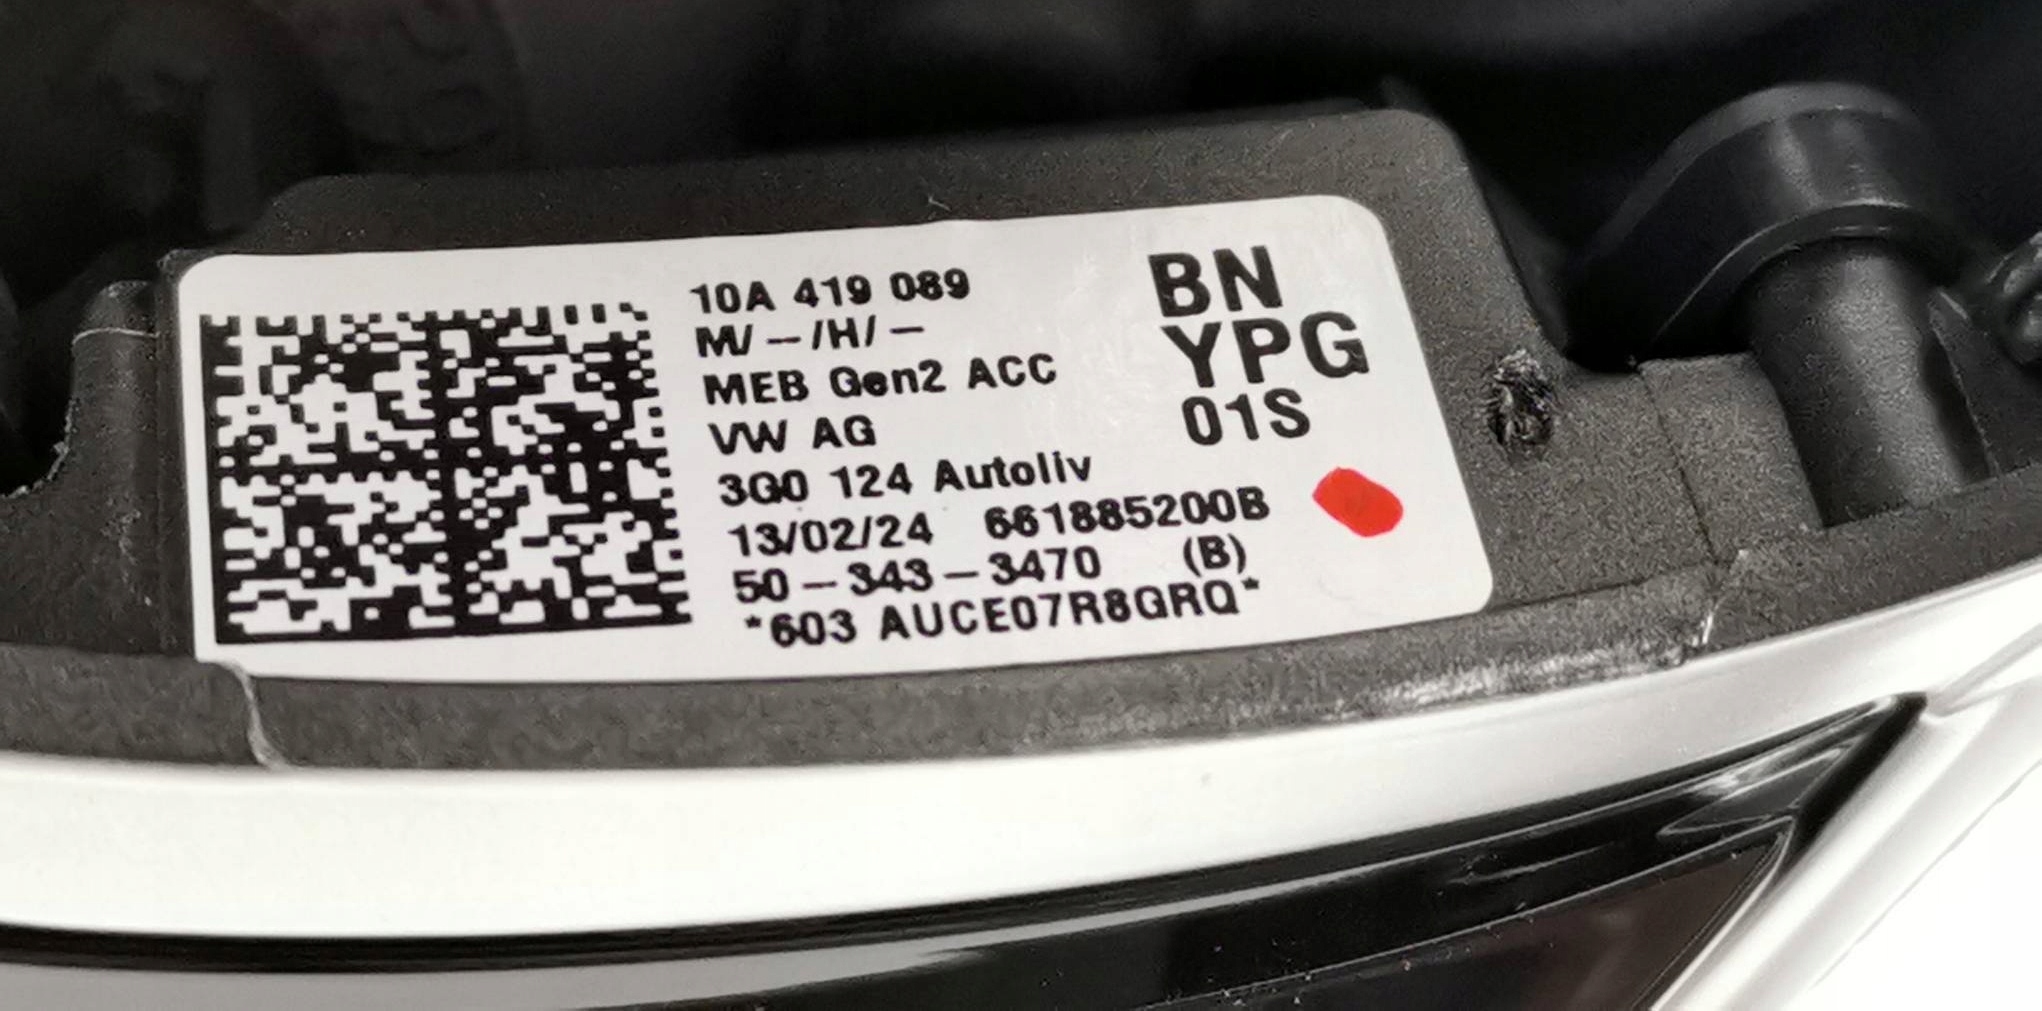 10A 419 089
M/-/H/-
MEB Gen2 ACC
VW AG
3G0 124 Autoliv
13/02/24 661885200B
50-343-3470 (B)
*603 AUCE07R8GRQ*
BN
YPG
01S